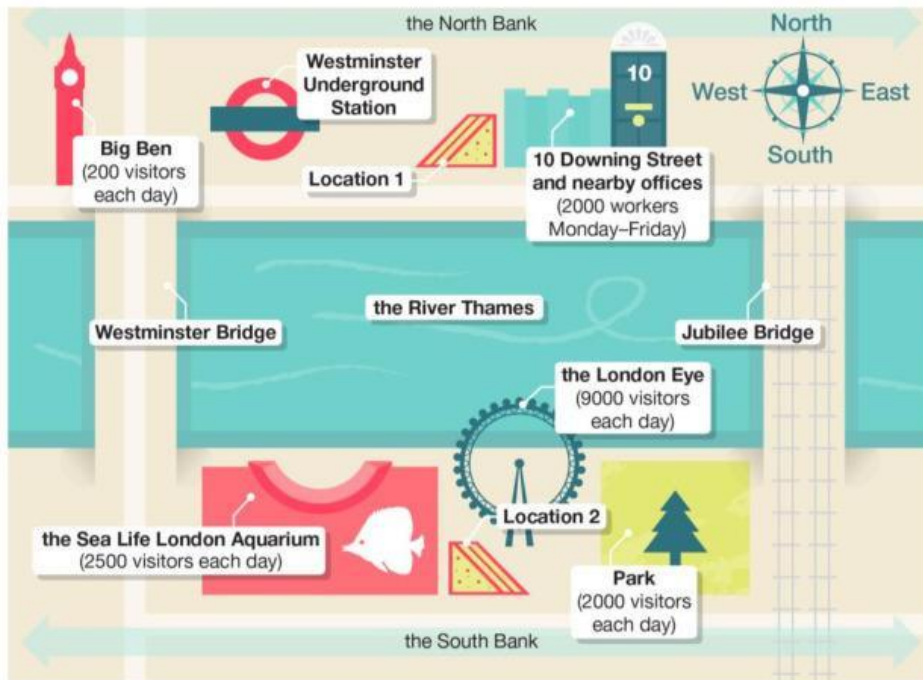 the North Bank
North
West
East
South
Westminster
Underground
Station
10
Big Ben
(200 visitors
each day)
Location 1
10 Downing Street
and nearby offices
(2000 workers
Monday–Friday)
the River Thames
Westminster Bridge
Jubilee Bridge
the London Eye
(9000 visitors
each day)
Location 2
the Sea Life London Aquarium
(2500 visitors each day)
Park
(2000 visitors
each day)
the South Bank